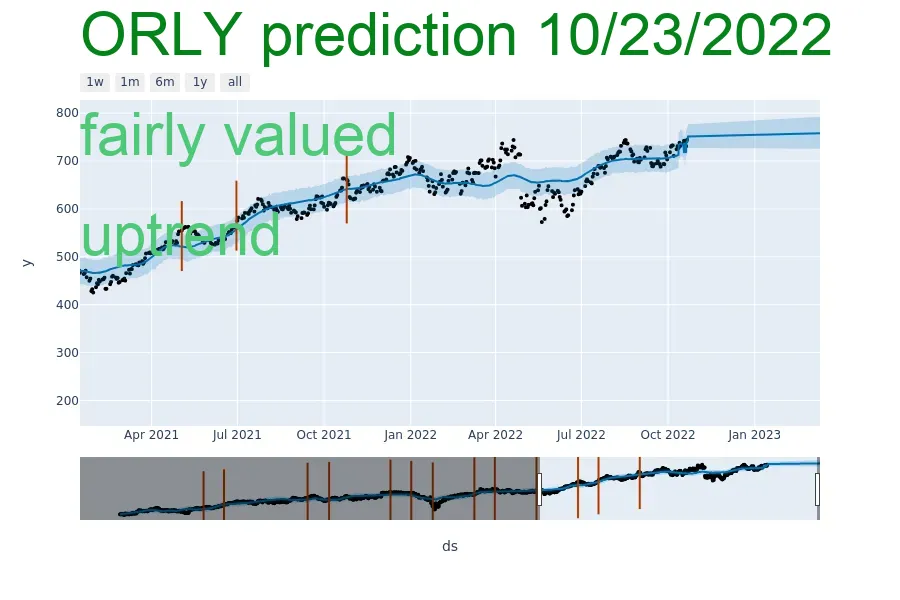 ORLY prediction 10/23/2022
1w 1m 6m 1y all
fairly valued
uptrend
800
700
600
500
400
300
200
y
Apr 2021 Jul 2021 Oct 2021 Jan 2022 Apr 2022 Jul 2022 Oct 2022 Jan 2023
ds